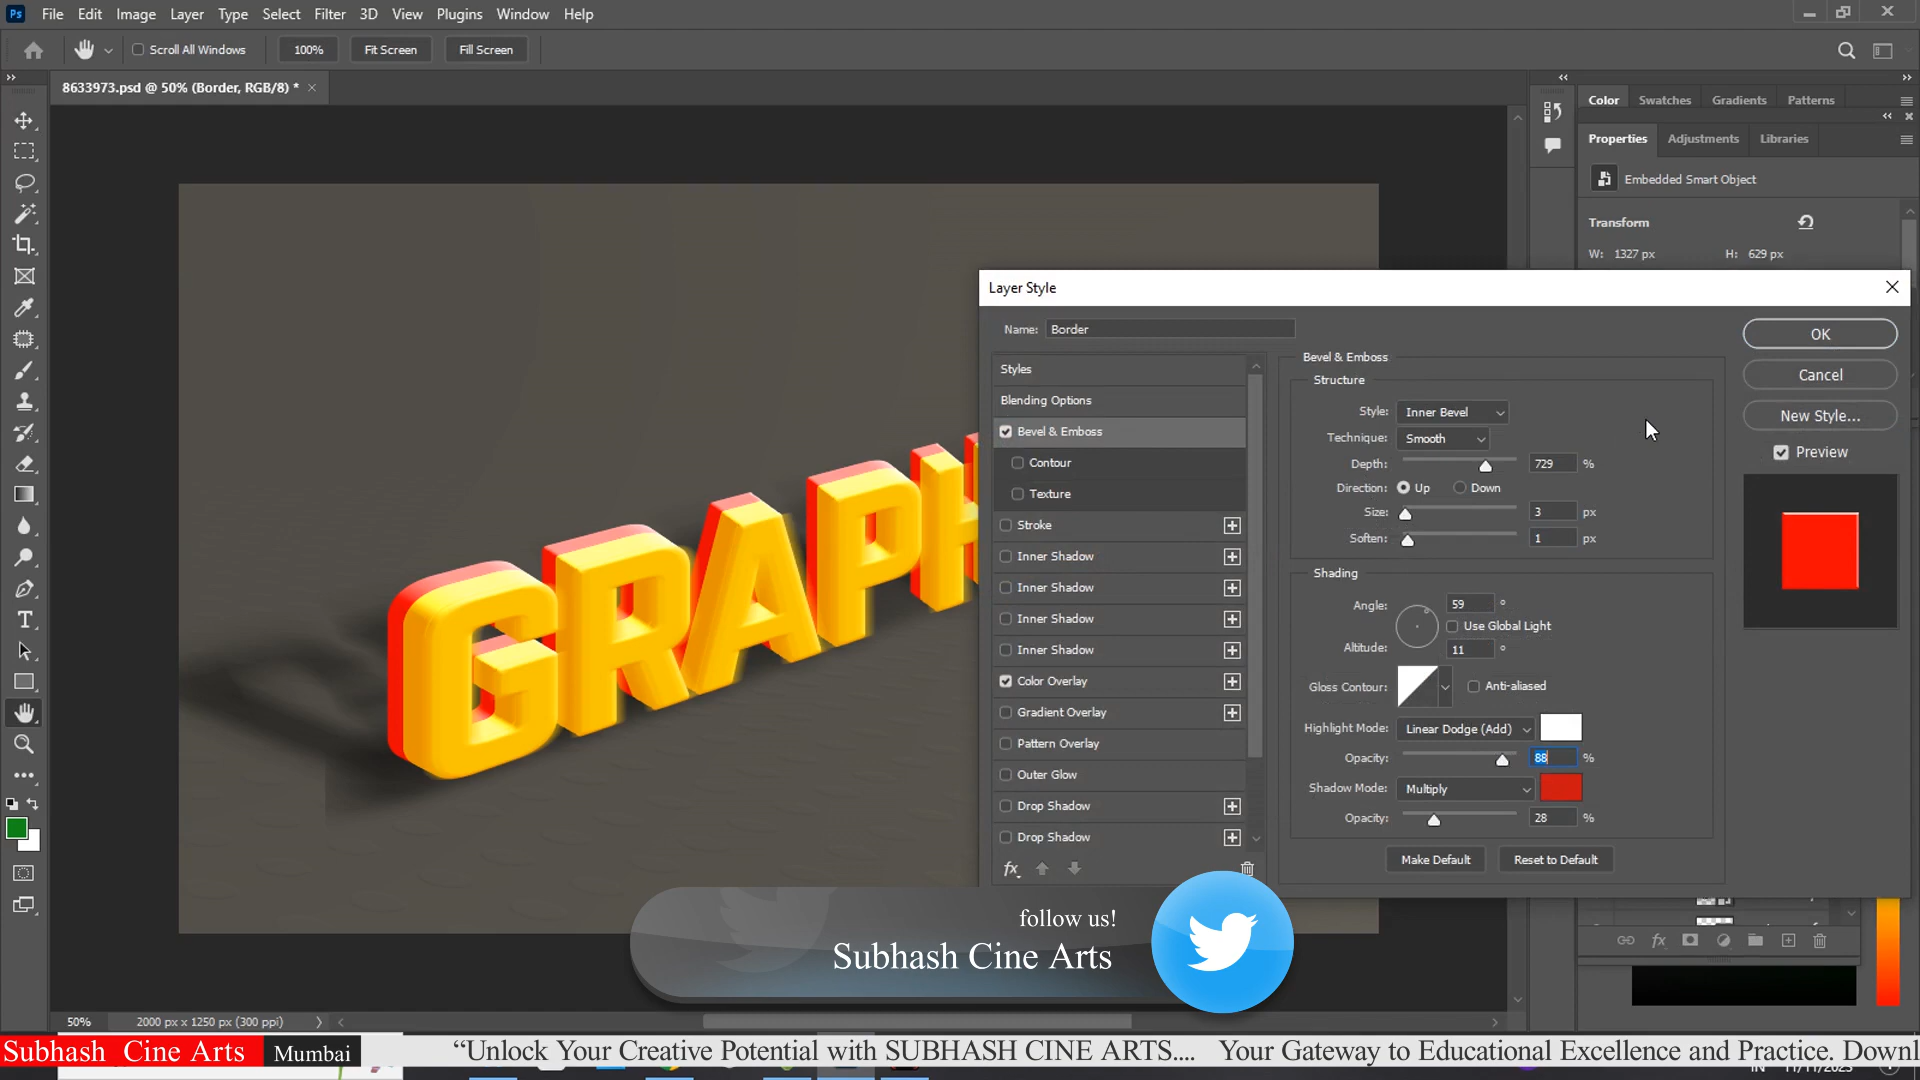 Ps File Edit Image Layer Type Select Filter 3D View Plugins Window Help
Scroll All Windows 100% Fit Screen Fill Screen
8633973.psd @ 50% (Border, RGB/8) *
Color Swatches Gradients Patterns
Properties Adjustments Libraries
Embedded Smart Object
Transform
W: 1327 px H: 629 px
Layer Style
Name: Border
Styles
Blending Options
Bevel & Emboss
Contour
Texture
Stroke
Inner Shadow
Inner Shadow
Inner Shadow
Inner Shadow
Color Overlay
Gradient Overlay
Pattern Overlay
Outer Glow
Drop Shadow
Drop Shadow
fx
Bevel & Emboss
Structure
Style: Inner Bevel
Technique: Smooth
Depth: 729 %
Direction: Up Down
Size: 3 px
Soften: 1 px
Shading
Angle: 59 °
Use Global Light
Altitude: 11 °
Gloss Contour: Anti-aliased
Highlight Mode: Linear Dodge (Add)
Opacity: 88 %
Shadow Mode: Multiply
Opacity: 28 %
Make Default Reset to Default
OK
Cancel
New Style...
Preview
GRAPH
fx
follow us!
Subhash Cine Arts
50% 2000 px x 1250 px (300 ppi)
Subhash Cine Arts Mumbai “Unlock Your Creative Potential with SUBHASH CINE ARTS.... Your Gateway to Educational Excellence and Practice. Downl
IN 11/11/2023